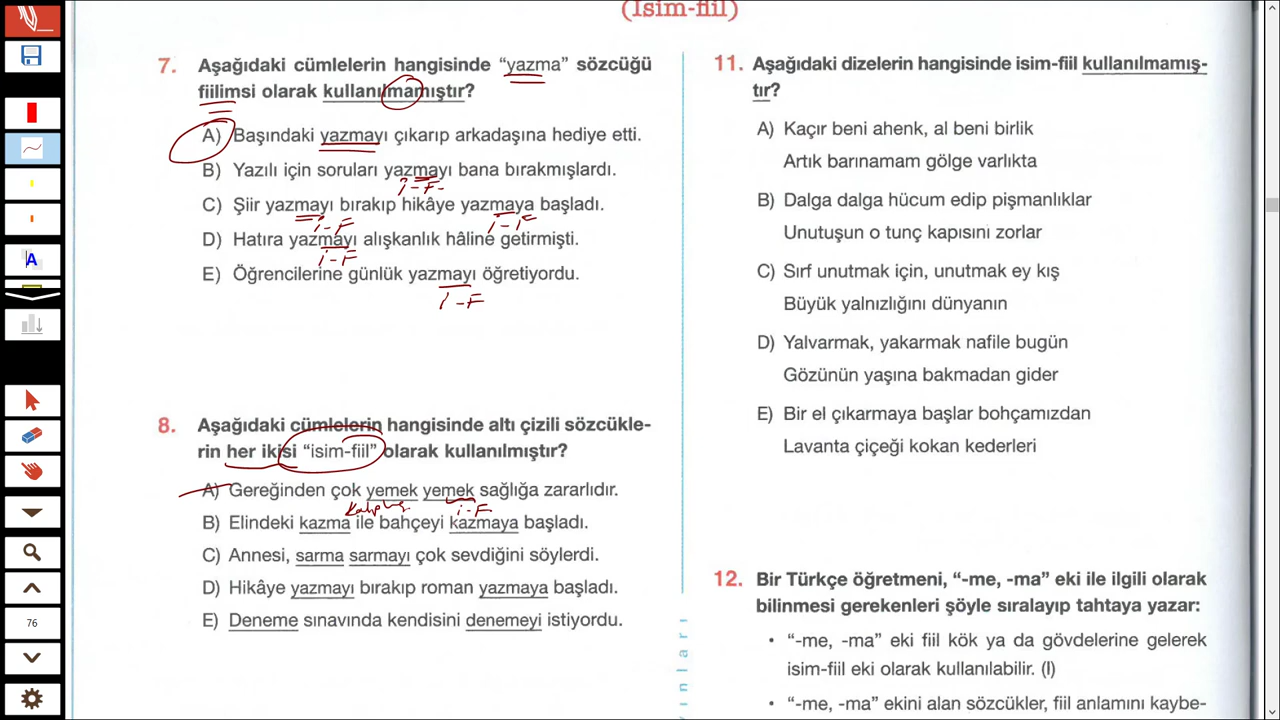 (İsim-fiil)
7. Aşağıdaki cümlelerin hangisinde “yazma” sözcüğü
fiilimsi olarak kullanılmamıştır?
A) Başındaki yazmayı çıkarıp arkadaşına hediye etti.
B) Yazılı için soruları yazmayı bana bırakmışlardı.
i-F
C) Şiir yazmayı bırakıp hikâye yazmaya başladı.
i-F i-F
D) Hatıra yazmayı alışkanlık hâline getirmişti.
i-F
E) Öğrencilerine günlük yazmayı öğretiyordu.
i-F
8. Aşağıdaki cümlelerin hangisinde altı çizili sözcükle-
rin her ikisi “isim-fiil” olarak kullanılmıştır?
A) Gereğinden çok yemek yemek sağlığa zararlıdır.
i-F
B) Elindeki kazma ile bahçeyi kazmaya başladı.
C) Annesi, sarma sarmayı çok sevdiğini söylerdi.
D) Hikâye yazmayı bırakıp roman yazmaya başladı.
E) Deneme sınavında kendisini denemeyi istiyordu.
11. Aşağıdaki dizelerin hangisinde isim-fiil kullanılmamış-
tır?
A) Kaçır beni ahenk, al beni birlik
Artık barınamam gölge varlıkta
B) Dalga dalga hücum edip pişmanlıklar
Unutuşun o tunç kapısını zorlar
C) Sırf unutmak için, unutmak ey kış
Büyük yalnızlığını dünyanın
D) Yalvarmak, yakarmak nafile bugün
Gözünün yaşına bakmadan gider
E) Bir el çıkarmaya başlar bohçamızdan
Lavanta çiçeği kokan kederleri
12. Bir Türkçe öğretmeni, “-me, -ma” eki ile ilgili olarak
bilinmesi gerekenleri şöyle sıralayıp tahtaya yazar:
• “-me, -ma” eki fiil kök ya da gövdelerine gelerek
isim-fiil eki olarak kullanılabilir. (I)
• “-me, -ma” ekini alan sözcükler, fiil anlamını kaybe-
A
76